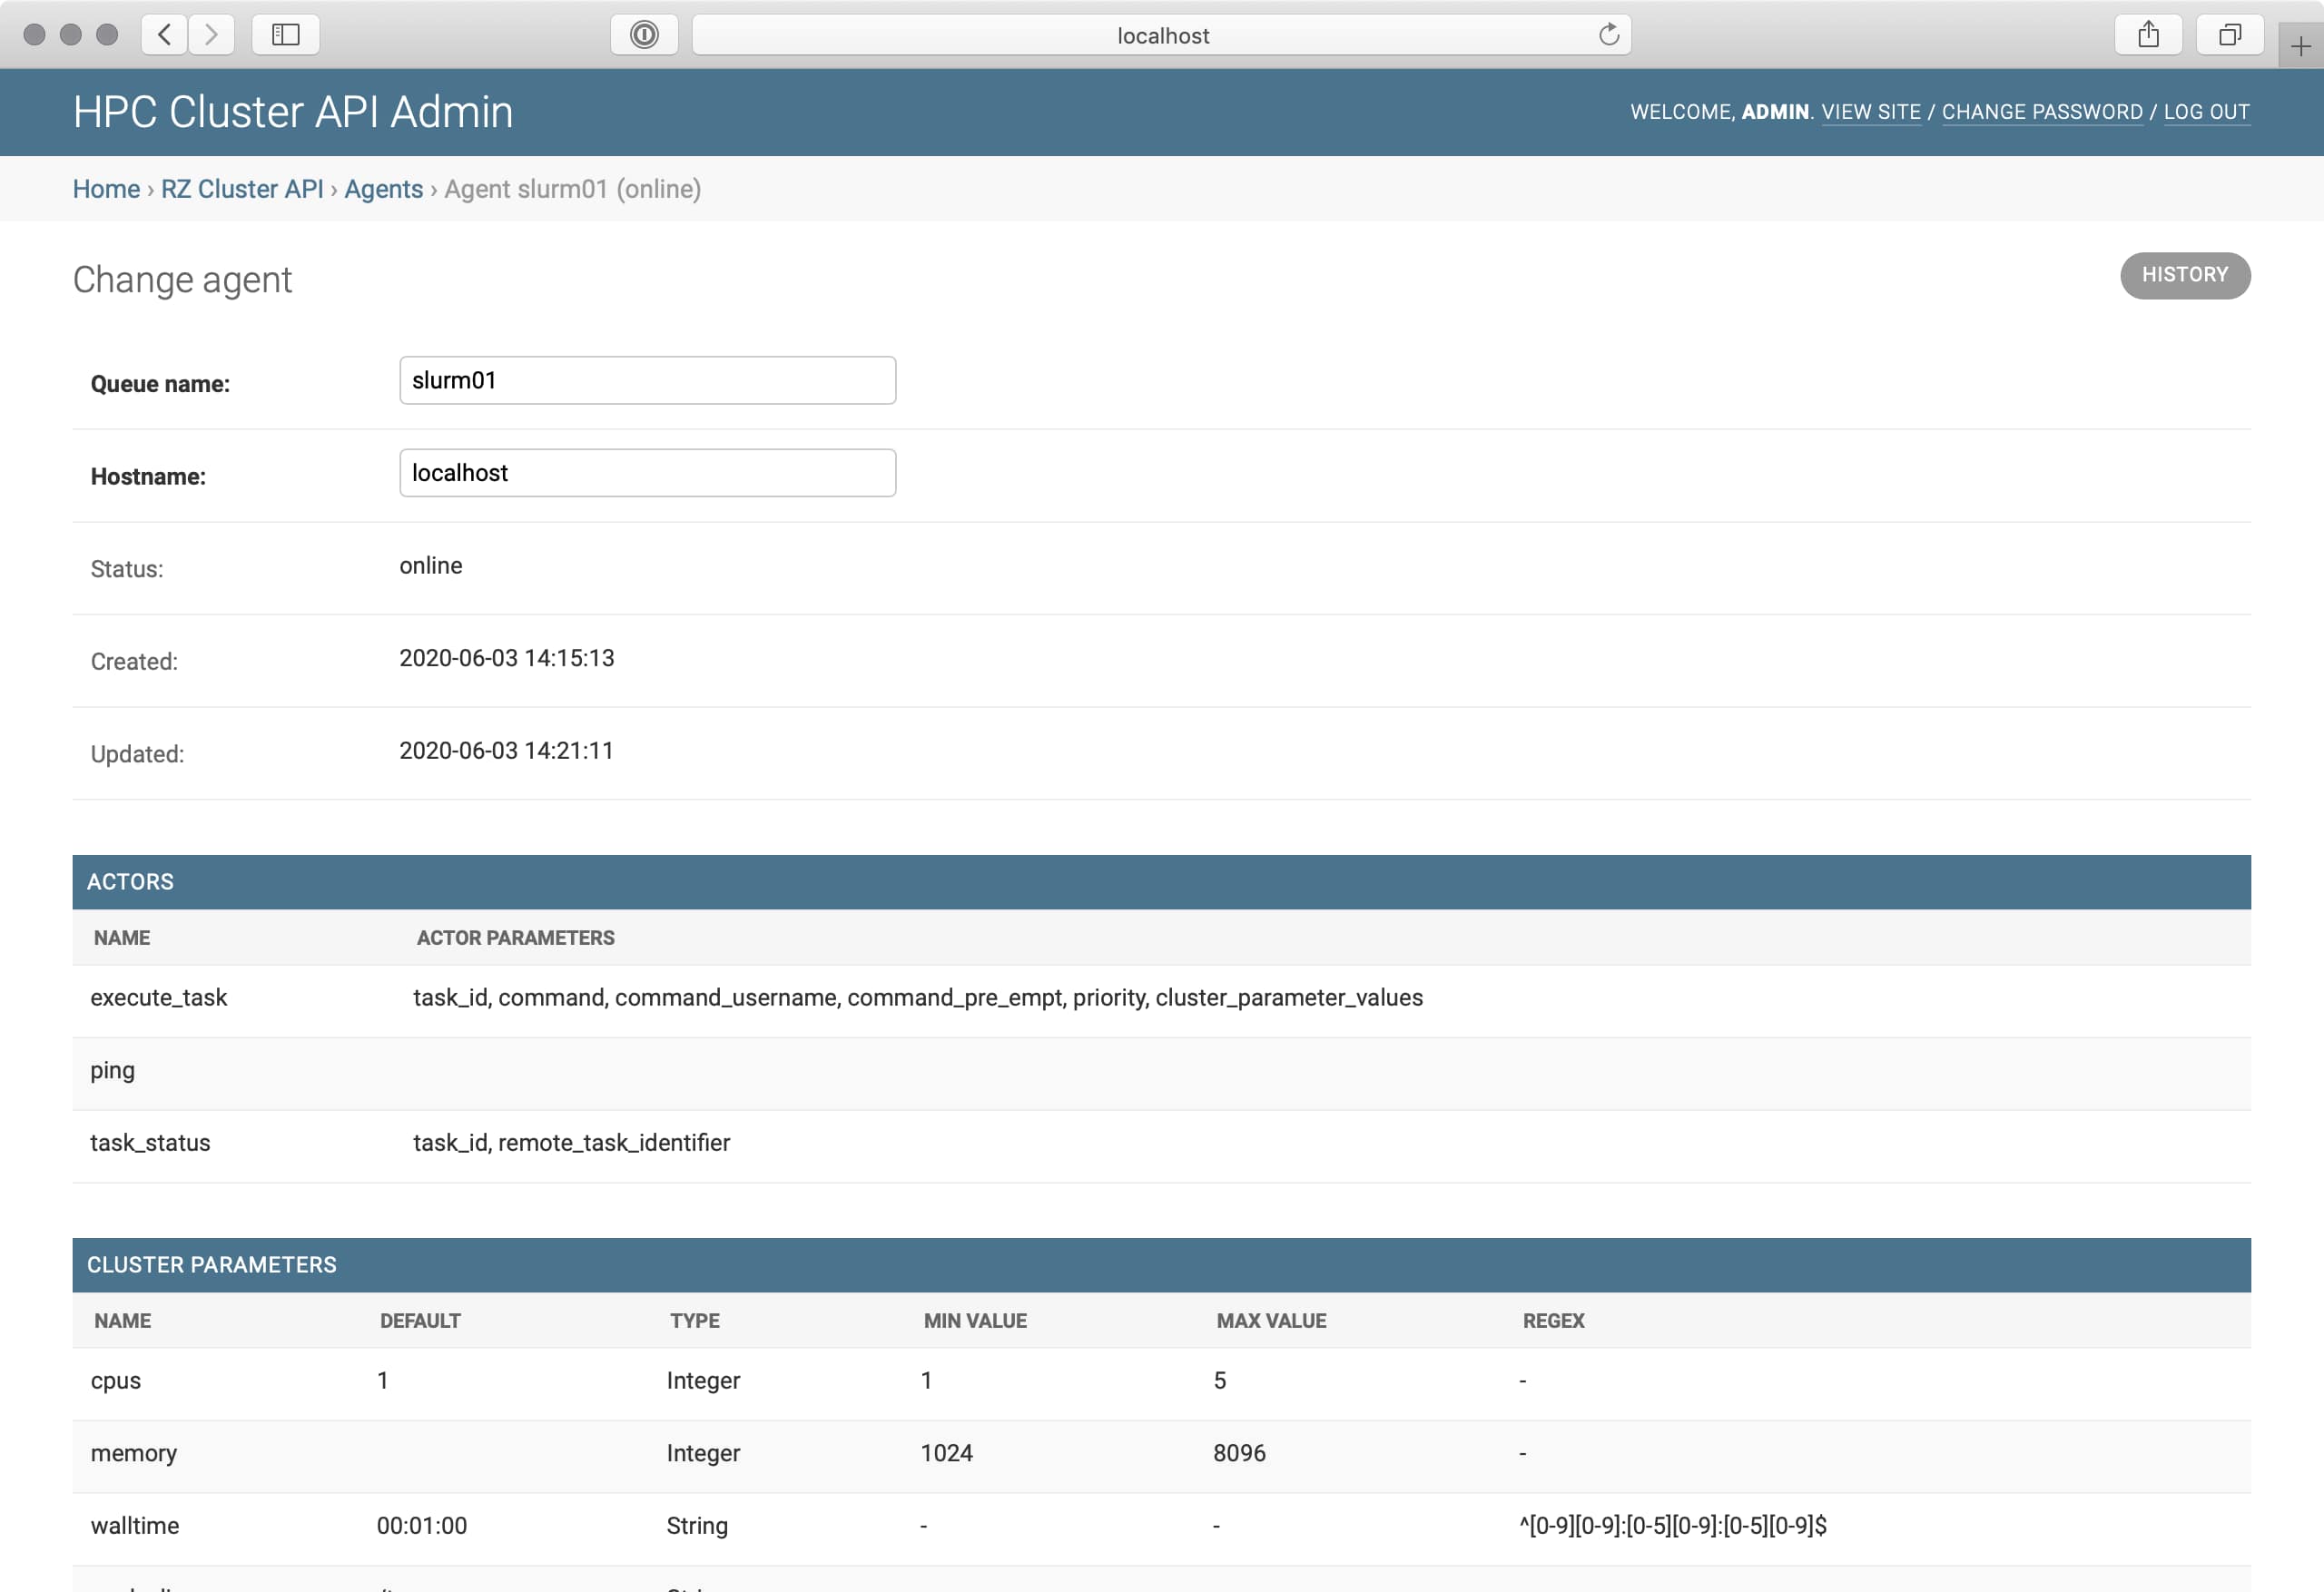 localhost
HPC Cluster API Admin
WELCOME, ADMIN. VIEW SITE / CHANGE PASSWORD / LOG OUT
Home › RZ Cluster API › Agents › Agent slurm01 (online)
Change agent
HISTORY
Queue name: slurm01
Hostname: localhost
Status: online
Created: 2020-06-03 14:15:13
Updated: 2020-06-03 14:21:11
ACTORS
NAME ACTOR PARAMETERS
execute_task task_id, command, command_username, command_pre_empt, priority, cluster_parameter_values
ping
task_status task_id, remote_task_identifier
CLUSTER PARAMETERS
NAME DEFAULT TYPE MIN VALUE MAX VALUE REGEX
cpus 1 Integer 1 5 -
memory Integer 1024 8096 -
walltime 00:01:00 String - - ^[0-9][0-9]:[0-5][0-9]:[0-5][0-9]$